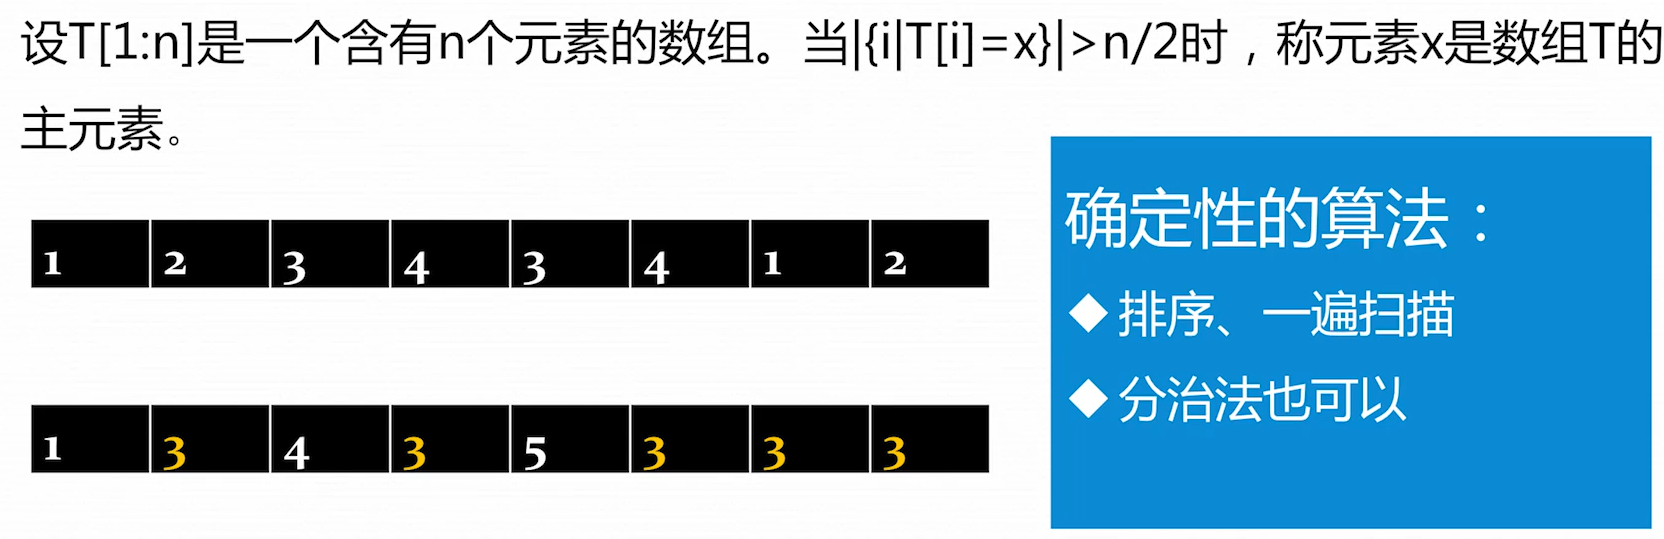 设T[1:n]是一个含有n个元素的数组。当|{i|T[i]=x}|>n/2时，称元素x是数组T的
主元素。
1 2 3 4 3 4 1 2
1 3 4 3 5 3 3 3
确定性的算法：
◆ 排序、一遍扫描
◆ 分治法也可以